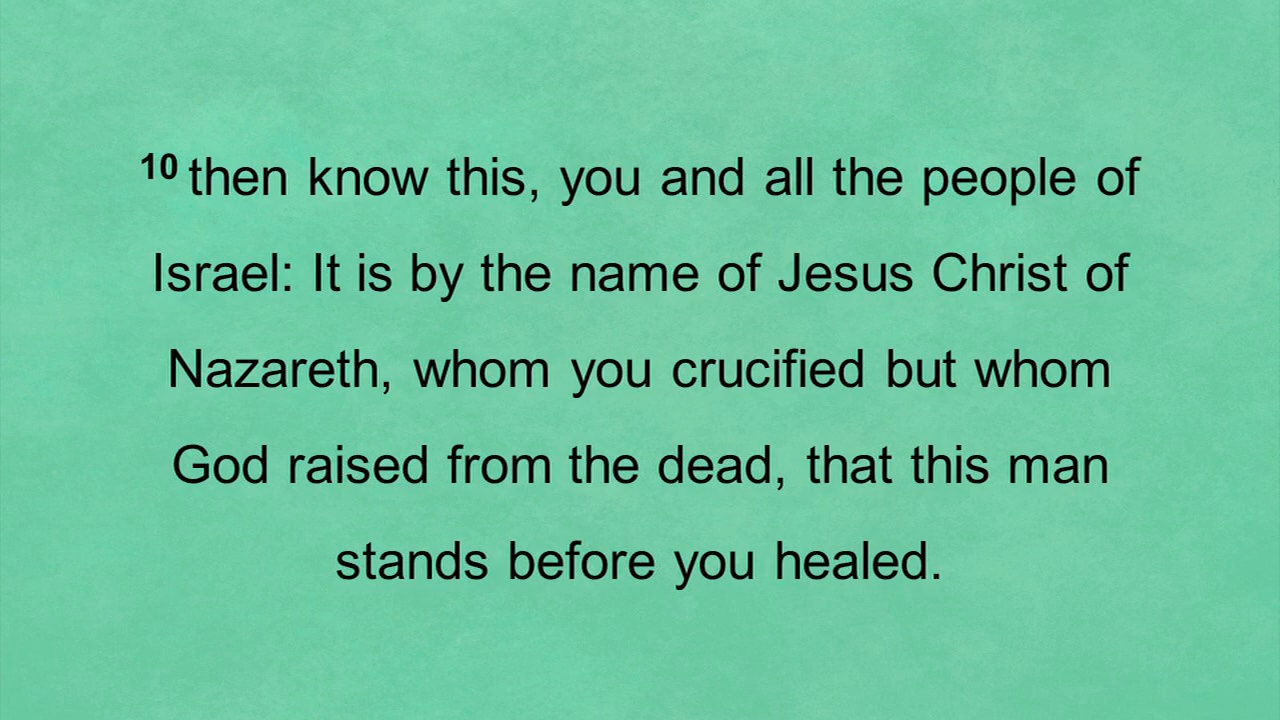 10 then know this, you and all the people of
Israel: It is by the name of Jesus Christ of
Nazareth, whom you crucified but whom
God raised from the dead, that this man
stands before you healed.